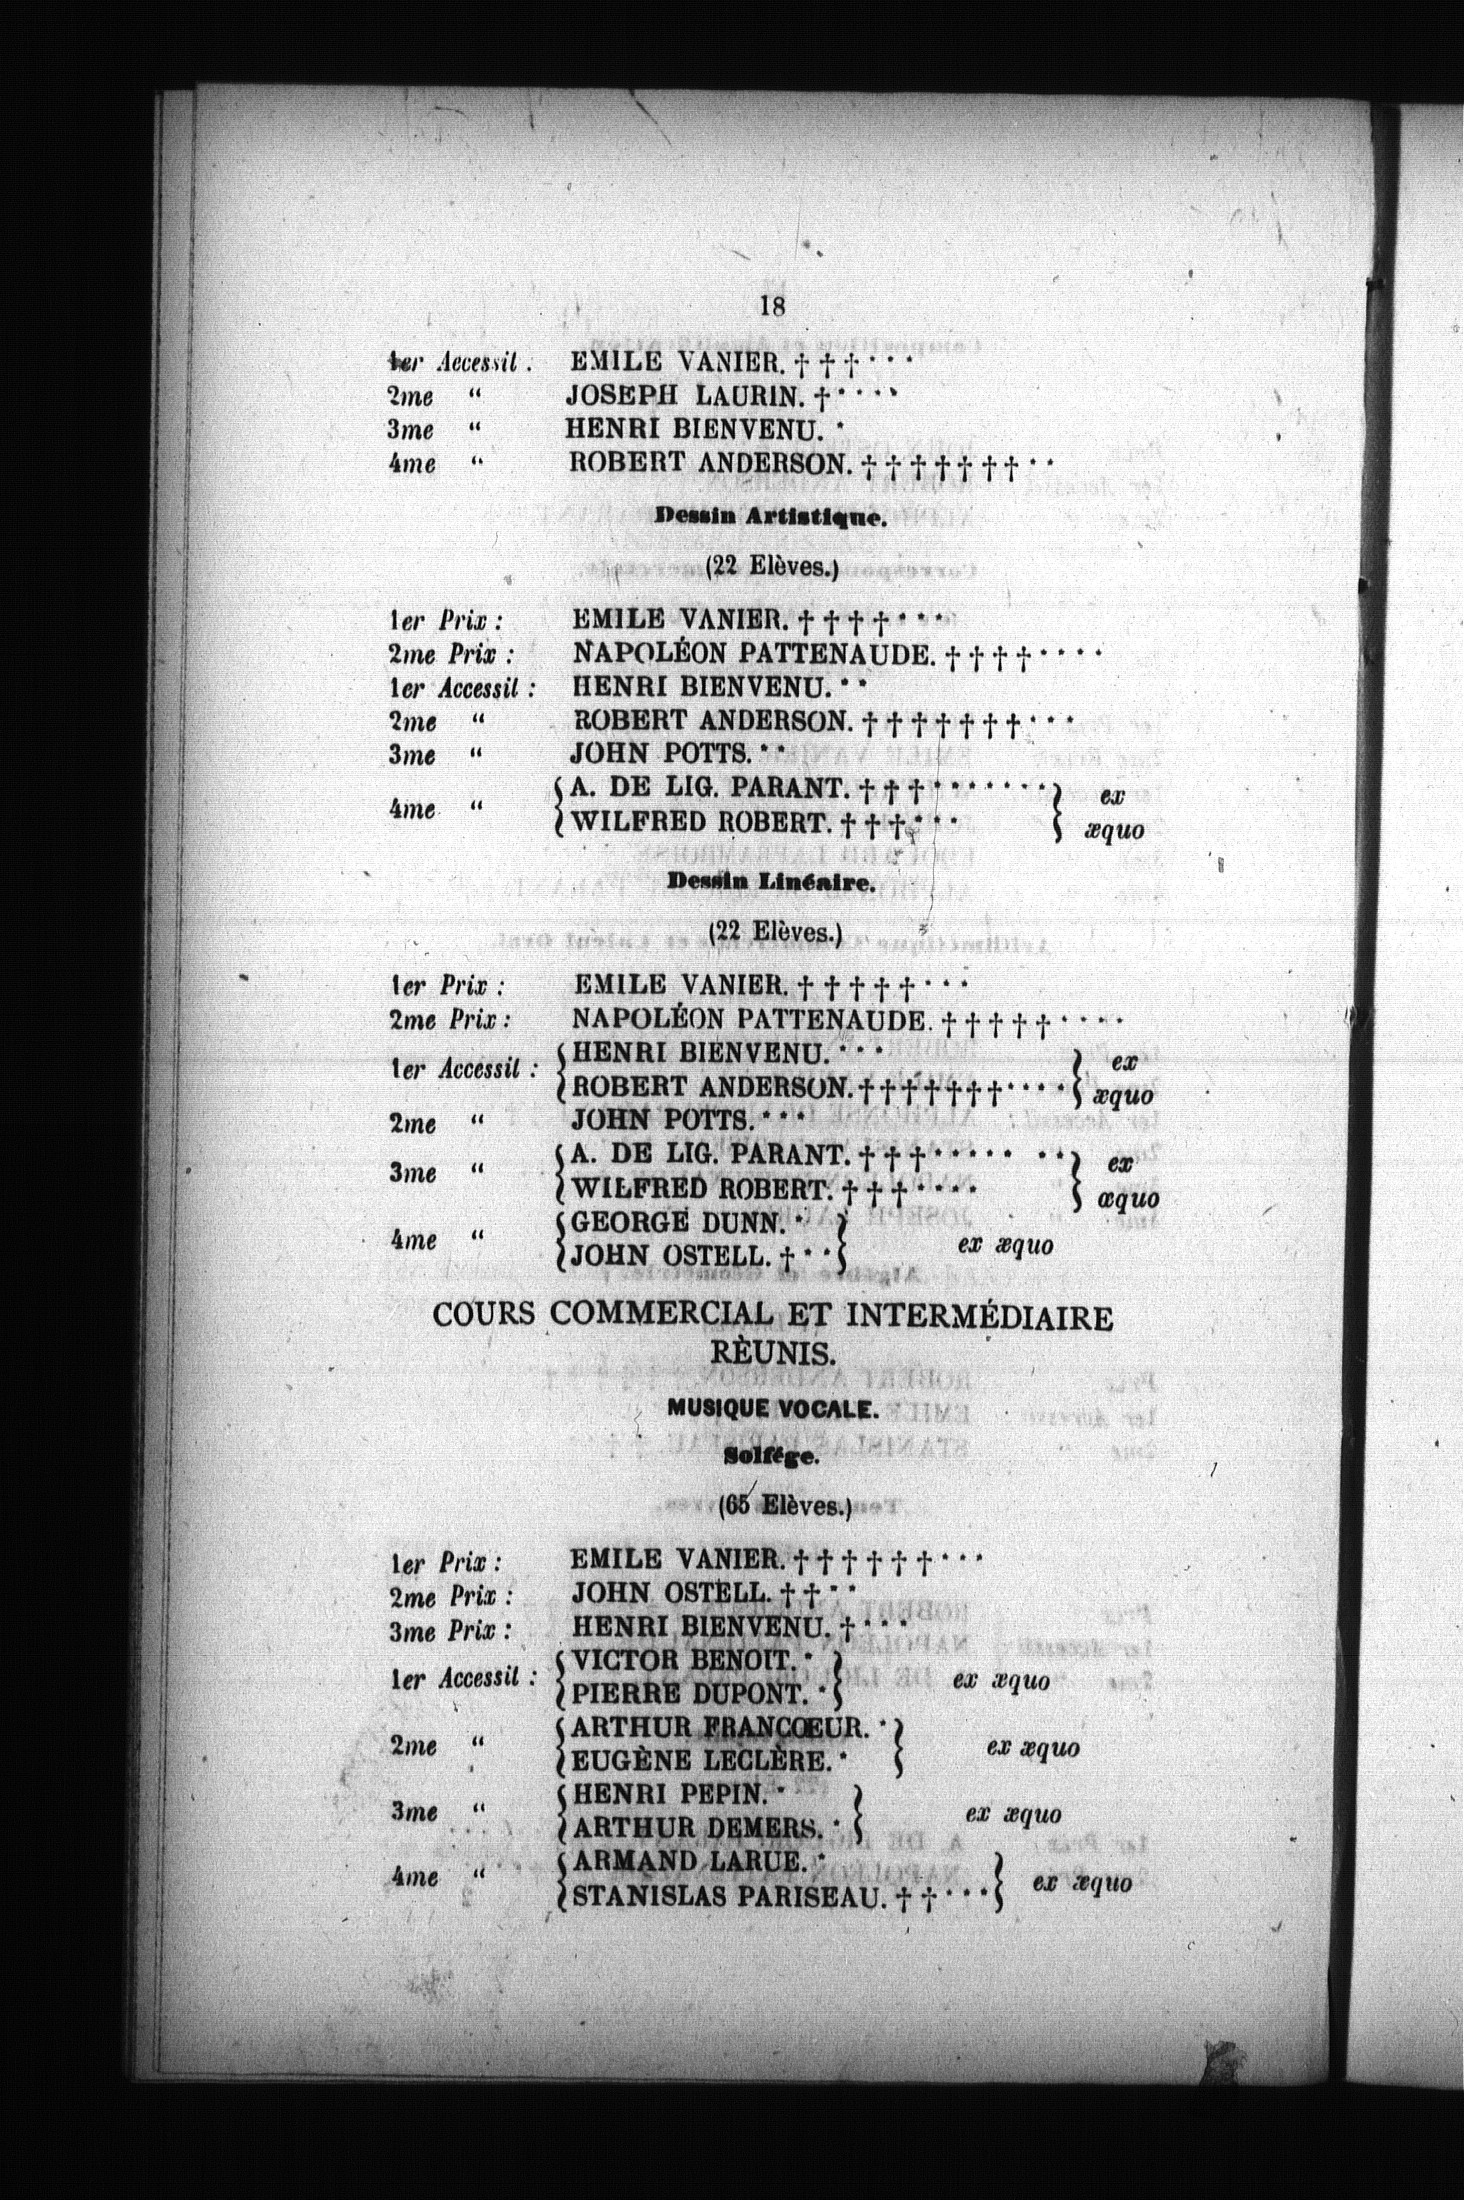 18
1er Accessil : EMILE VANIER. † † † * * *
2me “ JOSEPH LAURIN. † * * * *
3me “ HENRI BIENVENU. *
4me “ ROBERT ANDERSON. † † † † † † † * *
Dessin Artistique.
(22 Elèves.)
1er Prix : EMILE VANIER. † † † † * * *
2me Prix : NAPOLÉON PATTENAUDE. † † † † * * * *
1er Accessil : HENRI BIENVENU. * *
2me “ ROBERT ANDERSON. † † † † † † † * * *
3me “ JOHN POTTS. * *
4me “ { A. DE LIG. PARANT. † † † * * * * * * * } ex
{ WILFRED ROBERT. † † † * * * } æquo
Dessin Linéaire.
(22 Elèves.)
1er Prix : EMILE VANIER. † † † † † * * *
2me Prix : NAPOLÉON PATTENAUDE. † † † † † * * * *
1er Accessil : { HENRI BIENVENU. * * * } ex
{ ROBERT ANDERSON. † † † † † † † * * * * } æquo
2me “ JOHN POTTS. * * *
3me “ { A. DE LIG. PARANT. † † † * * * * * * * } ex
{ WILFRED ROBERT. † † † * * * * } æquo
4me “ { GEORGE DUNN. * } ex æquo
{ JOHN OSTELL. † * * }
COURS COMMERCIAL ET INTERMÉDIAIRE
RÈUNIS.
MUSIQUE VOCALE.
Solfége.
(65 Elèves.)
1er Prix : EMILE VANIER. † † † † † † * * *
2me Prix : JOHN OSTELL. † † * *
3me Prix : HENRI BIENVENU. † * * *
1er Accessil : { VICTOR BENOIT. * } ex æquo
{ PIERRE DUPONT. * }
2me “ { ARTHUR FRANCŒUR. * } ex æquo
{ EUGÈNE LECLÈRE. * }
3me “ { HENRI PEPIN. * } ex æquo
{ ARTHUR DEMERS. * }
4me “ { ARMAND LARUE. * } ex æquo
{ STANISLAS PARISEAU. † † * * * }